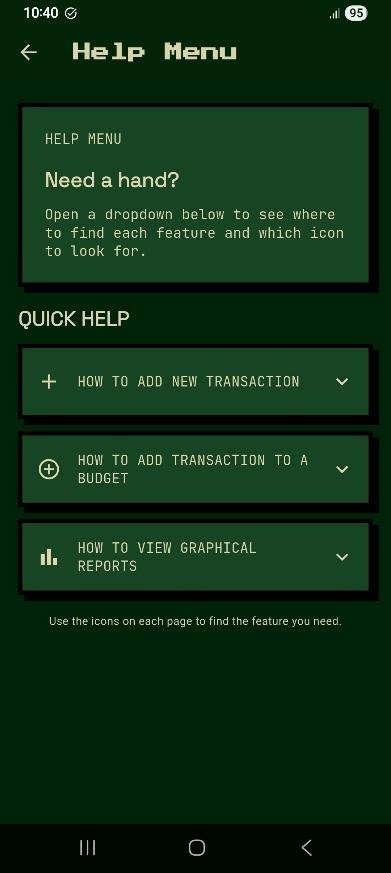 10:40
95
Help Menu
HELP MENU
Need a hand?
Open a dropdown below to see where
to find each feature and which icon
to look for.
QUICK HELP
HOW TO ADD NEW TRANSACTION
HOW TO ADD TRANSACTION TO A
BUDGET
HOW TO VIEW GRAPHICAL
REPORTS
Use the icons on each page to find the feature you need.